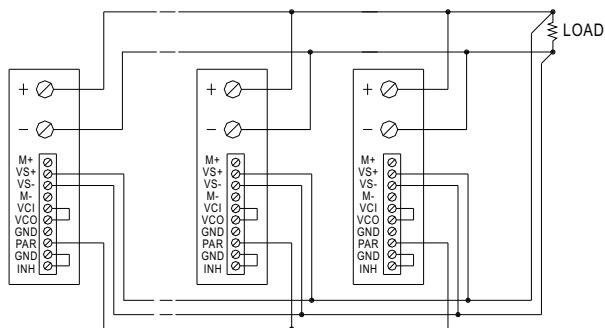 LOAD
+
−
M+
VS+
VS-
M-
VCI
VCO
GND
PAR
GND
INH
+
−
M+
VS+
VS-
M-
VCI
VCO
GND
PAR
GND
INH
+
−
M+
VS+
VS-
M-
VCI
VCO
GND
PAR
GND
INH